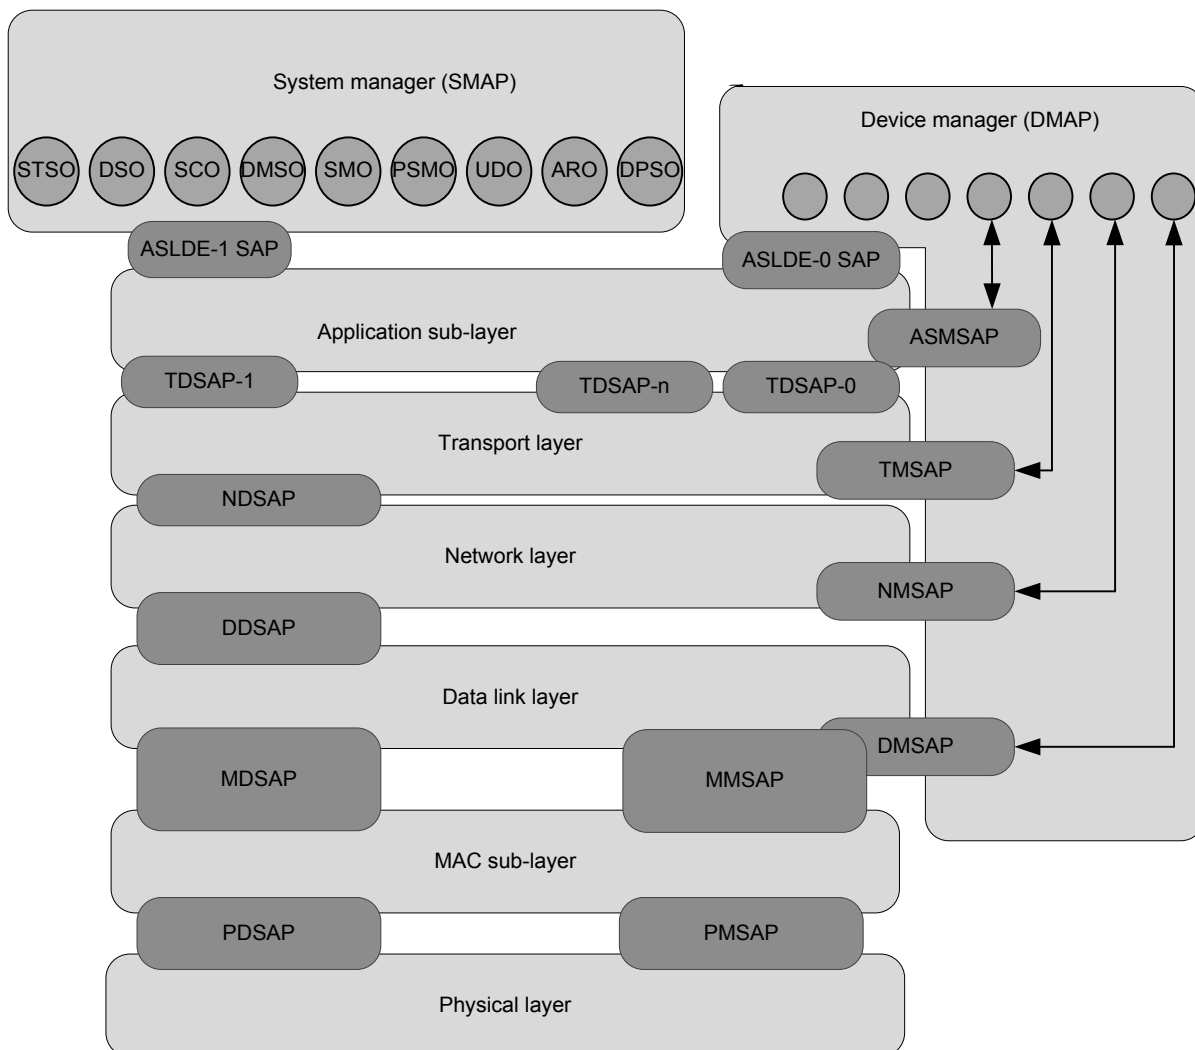 System manager (SMAP)
Device manager (DMAP)
STSO DSO SCO DMSO SMO PSMO UDO ARO DPSO
ASLDE-1 SAP
ASLDE-0 SAP
Application sub-layer
ASMSAP
TDSAP-1
TDSAP-n
TDSAP-0
Transport layer
TMSAP
NDSAP
Network layer
NMSAP
DDSAP
Data link layer
DMSAP
MDSAP
MMSAP
MAC sub-layer
PDSAP
PMSAP
Physical layer